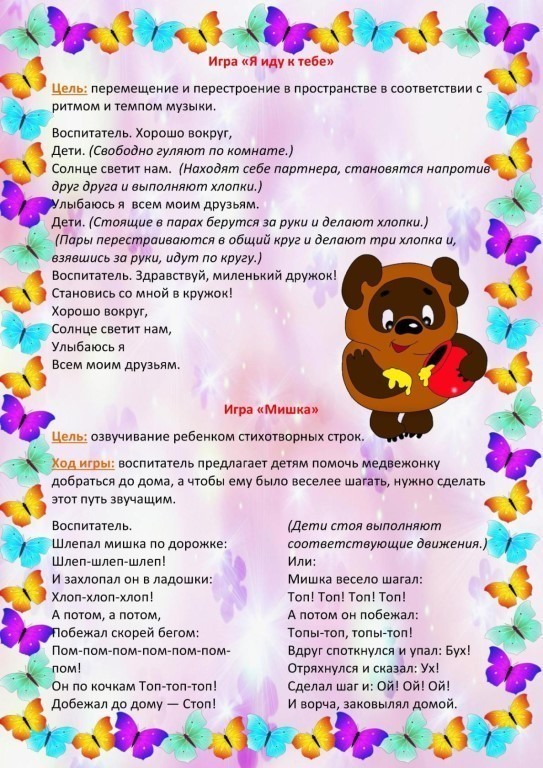 Игра «Я иду к тебе»
Цель: перемещение и перестроение в пространстве в соответствии с
ритмом и темпом музыки.
Воспитатель. Хорошо вокруг,
Дети. (Свободно гуляют по комнате.)
Солнце светит нам. (Находят себе партнера, становятся напротив
друг друга и выполняют хлопки.)
Улыбаюсь я всем моим друзьям.
Дети. (Стоящие в парах берутся за руки и делают хлопки.)
(Пары перестраиваются в общий круг и делают три хлопка и,
взявшись за руки, идут по кругу.)
Воспитатель. Здравствуй, миленький дружок!
Становись со мной в кружок!
Хорошо вокруг,
Солнце светит нам,
Улыбаюсь я
Всем моим друзьям.
Игра «Мишка»
Цель: озвучивание ребенком стихотворных строк.
Ход игры: воспитатель предлагает детям помочь медвежонку
добраться до дома, а чтобы ему было веселее шагать, нужно сделать
этот путь звучащим.
Воспитатель.
Шлепал мишка по дорожке:
Шлеп-шлеп-шлеп!
И захлопал он в ладошки:
Хлоп-хлоп-хлоп!
А потом, а потом,
Побежал скорей бегом:
Пом-пом-пом-пом-пом-пом-
пом!
Он по кочкам Топ-топ-топ!
Добежал до дому — Стоп!
(Дети стоя выполняют
соответствующие движения.)
Или:
Мишка весело шагал:
Топ! Топ! Топ! Топ!
А потом он побежал:
Топы-топ, топы-топ!
Вдруг споткнулся и упал: Бух!
Отряхнулся и сказал: Ух!
Сделал шаг и: Ой! Ой! Ой!
И ворча, заковылял домой.